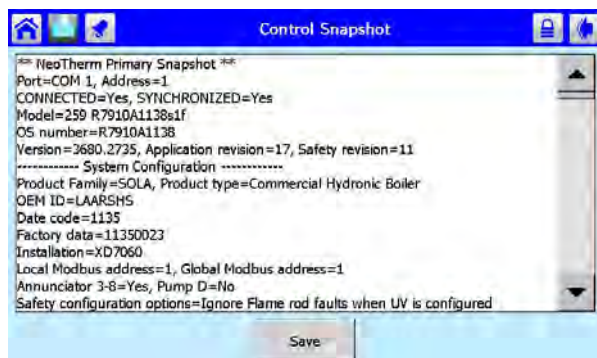 Control Snapshot
** NeoTherm Primary Snapshot **
Port=COM 1, Address=1
CONNECTED=Yes, SYNCHRONIZED=Yes
Model=259 R7910A1138s1f
OS number=R7910A1138
Version=3680.2735, Application revision=17, Safety revision=11
------------ System Configuration ------------
Product Family=SOLA, Product type=Commercial Hydronic Boiler
OEM ID=LAARSHS
Date code=1135
Factory data=11350023
Installation=XD7060
Local Modbus address=1, Global Modbus address=1
Annunciator 3-8=Yes, Pump D=No
Safety configuration options=Ignore Flame rod faults when UV is configured
Save